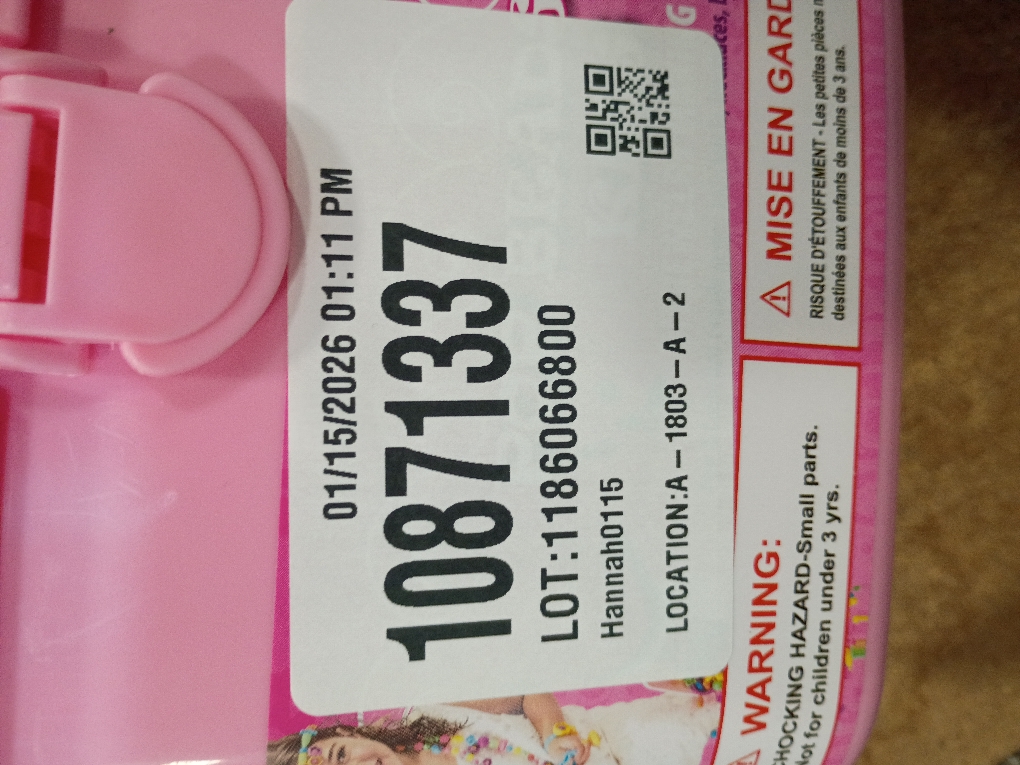 01/15/2026 01:11 PM
10871337
LOT:1186066800
Hannah0115
LOCATION:A-1803-A-2
WARNING:
CHOCKING HAZARD-Small parts.
Not for children under 3 yrs.
MISE EN GARD
RISQUE D'ÉTOUFFEMENT - Les petites pièces
destinées aux enfants de moins de 3 ans.